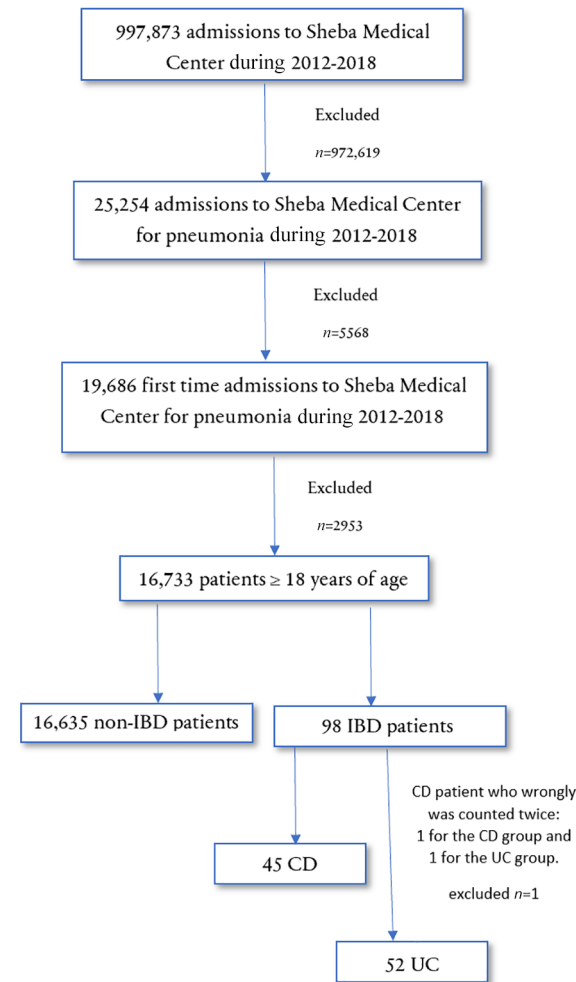 997,873 admissions to Sheba Medical
Center during 2012-2018
Excluded
n=972,619
25,254 admissions to Sheba Medical Center
for pneumonia during 2012-2018
Excluded
n=5568
19,686 first time admissions to Sheba Medical
Center for pneumonia during 2012-2018
Excluded
n=2953
16,733 patients ≥ 18 years of age
16,635 non-IBD patients
98 IBD patients
CD patient who wrongly
was counted twice:
1 for the CD group and
1 for the UC group.
excluded n=1
45 CD
52 UC